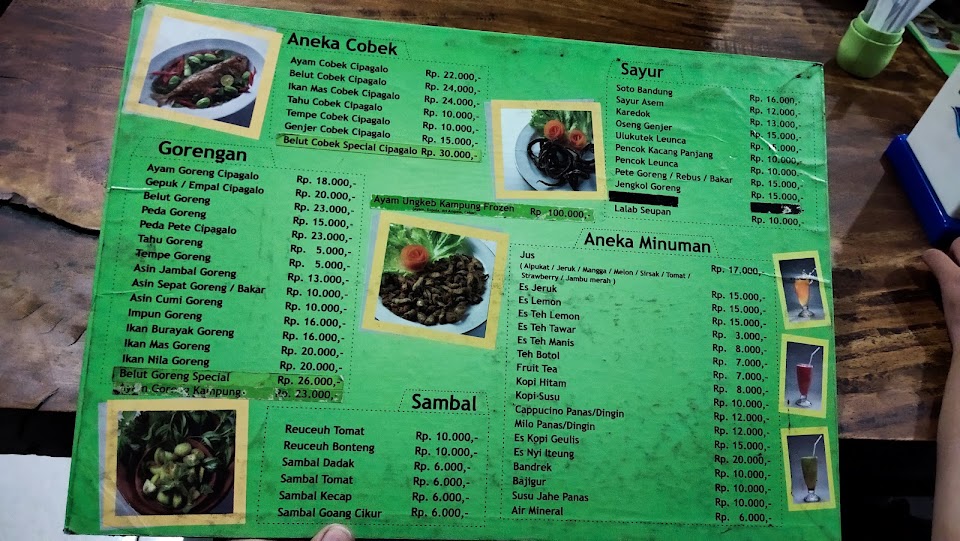 Aneka Cobek
Ayam Cobek Cipagalo Rp. 22.000,-
Belut Cobek Cipagalo Rp. 24.000,-
Ikan Mas Cobek Cipagalo Rp. 24.000,-
Tahu Cobek Cipagalo Rp. 10.000,-
Tempe Cobek Cipagalo Rp. 10.000,-
Genjer Cobek Cipagalo Rp. 15.000,-
Belut Cobek Special Cipagalo Rp. 30.000,-
Gorengan
Ayam Goreng Cipagalo Rp. 18.000,-
Gepuk / Empal Cipagalo Rp. 20.000,-
Belut Goreng Rp. 23.000,-
Peda Goreng Rp. 15.000,-
Peda Pete Cipagalo Rp. 23.000,-
Tahu Goreng Rp. 5.000,-
Tempe Goreng Rp. 5.000,-
Asin Jambal Goreng Rp. 13.000,-
Asin Sepat Goreng / Bakar Rp. 10.000,-
Asin Cumi Goreng Rp. 10.000,-
Impun Goreng Rp. 16.000,-
Ikan Burayak Goreng Rp. 16.000,-
Ikan Mas Goreng Rp. 20.000,-
Ikan Nila Goreng Rp. 20.000,-
Belut Goreng Special Rp. 26.000,-
Goreng Kampung Rp. 23.000,-
Ayam Ungkeb Kampung Frozen Rp 100.000,-
Sambal
Reuceuh Tomat Rp. 10.000,-
Reuceuh Bonteng Rp. 10.000,-
Sambal Dadak Rp. 6.000,-
Sambal Tomat Rp. 6.000,-
Sambal Kecap Rp. 6.000,-
Sambal Goang Cikur Rp. 6.000,-
Sayur
Soto Bandung Rp. 16.000,-
Sayur Asem Rp. 12.000,-
Karedok Rp. 13.000,-
Oseng Genjer Rp. 15.000,-
Ulukutek Leunca Rp. 15.000,-
Pencok Kacang Panjang Rp. 10.000,-
Pencok Leunca Rp. 10.000,-
Pete Goreng / Rebus / Bakar Rp. 15.000,-
Jengkol Goreng Rp. 15.000,-
Lalab Seupan Rp. 10.000,-
Aneka Minuman
Jus Rp. 17.000,-
( Alpukat / Jeruk / Mangga / Melon / Sirsak / Tomat /
Strawberry / Jambu merah )
Es Jeruk Rp. 15.000,-
Es Lemon Rp. 15.000,-
Es Teh Lemon Rp. 15.000,-
Es Teh Tawar Rp. 3.000,-
Es Teh Manis Rp. 8.000,-
Teh Botol Rp. 7.000,-
Fruit Tea Rp. 7.000,-
Kopi Hitam Rp. 8.000,-
Kopi Susu Rp. 10.000,-
Cappucino Panas/Dingin Rp. 12.000,-
Milo Panas/Dingin Rp. 12.000,-
Es Kopi Geulis Rp. 15.000,-
Es Nyi Iteung Rp. 20.000,-
Bandrek Rp. 10.000,-
Bajigur Rp. 10.000,-
Susu Jahe Panas Rp. 10.000,-
Air Mineral Rp. 6.000,-